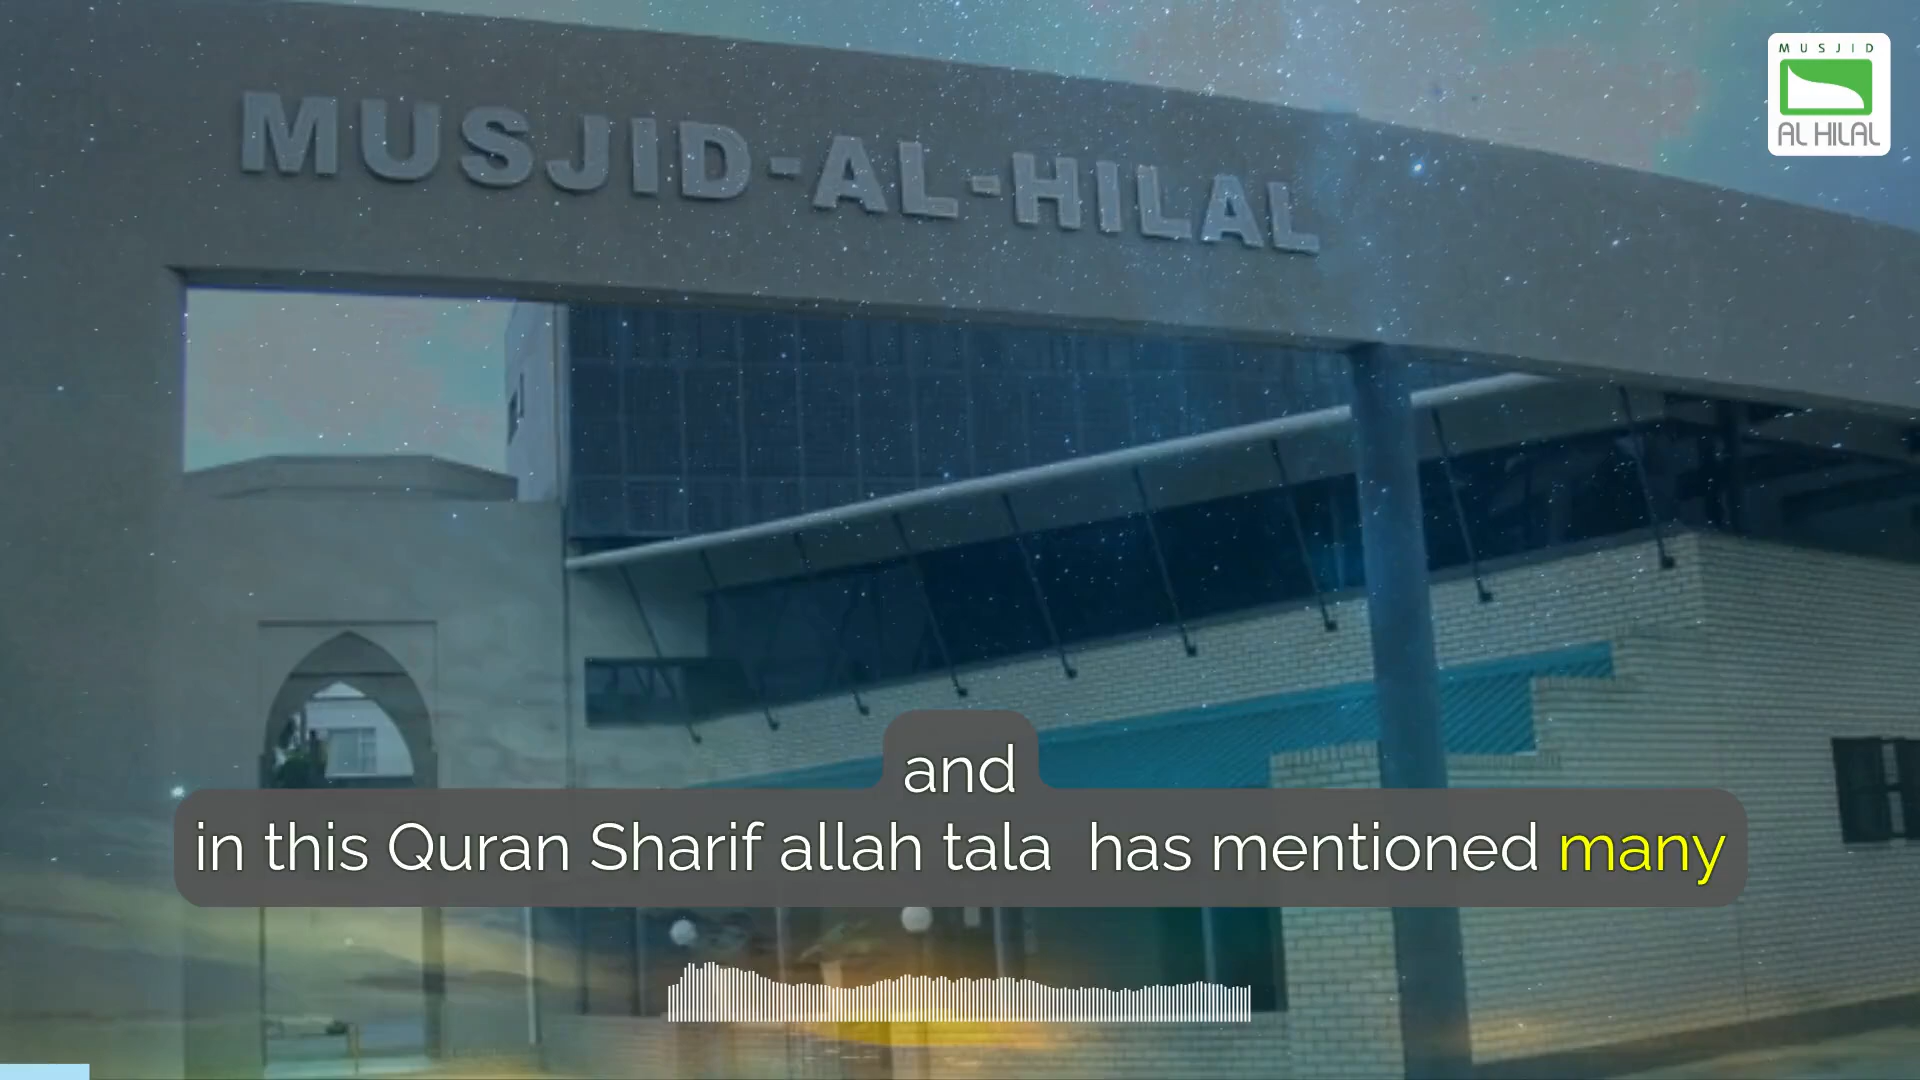 MUSJID-AL-HILAL
MUSJID
AL HILAL
and
in this Quran Sharif allah tala has mentioned many